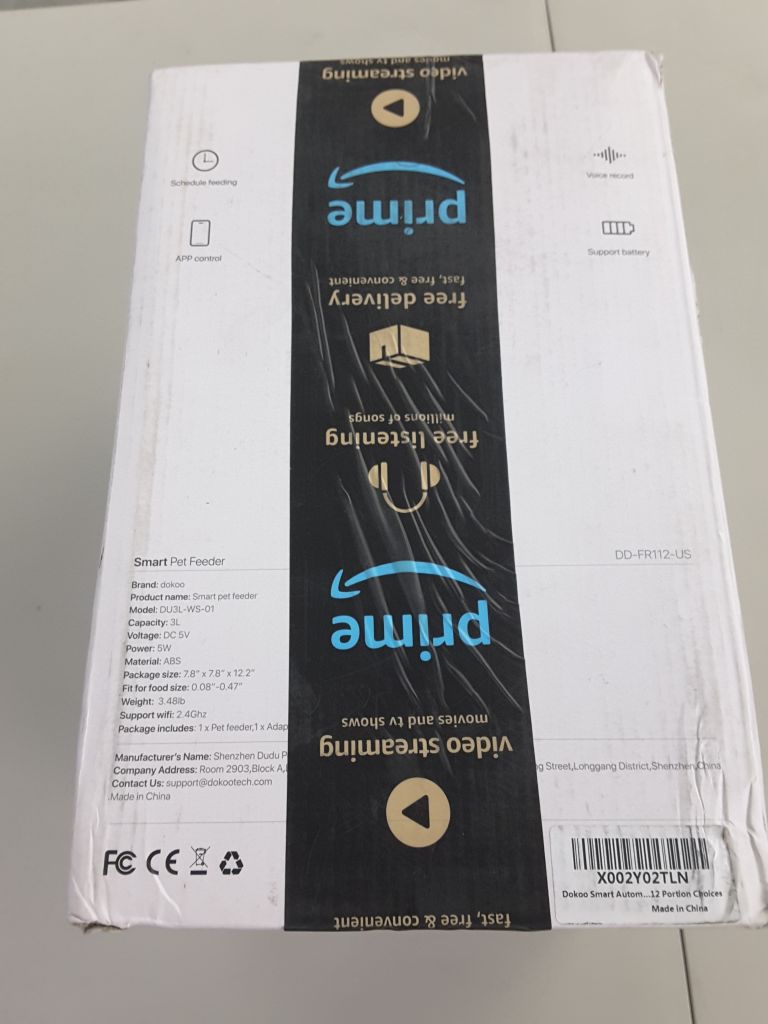 movies and tv shows
video streaming
prime
Schedule feeding
Voice record
APP control
Support battery
fast, free & convenient
free delivery
millions of songs
free listening
Smart Pet Feeder
DD-FR112-US
Brand: dokoo
Product name: Smart pet feeder
Model: DU3L-WS-01
Capacity: 3L
Voltage: DC 5V
Power: 5W
Material: ABS
Package size: 7.8" x 7.8" x 12.2"
Fit for food size: 0.08"-0.47"
Weight: 3.48lb
Support wifi: 2.4Ghz
Package includes: 1 x Pet feeder,1 x Adap
prime
movies and tv shows
video streaming
Manufacturer's Name: Shenzhen Dudu
Company Address: Room 2903,Block A, Street,Longgang District,Shenzhen,China
Contact Us: support@dokootech.com
Made in China
FC CE
X002Y02TLN
Dokoo Smart Autom...12 Portion Choices
Made in China
fast, free & convenient